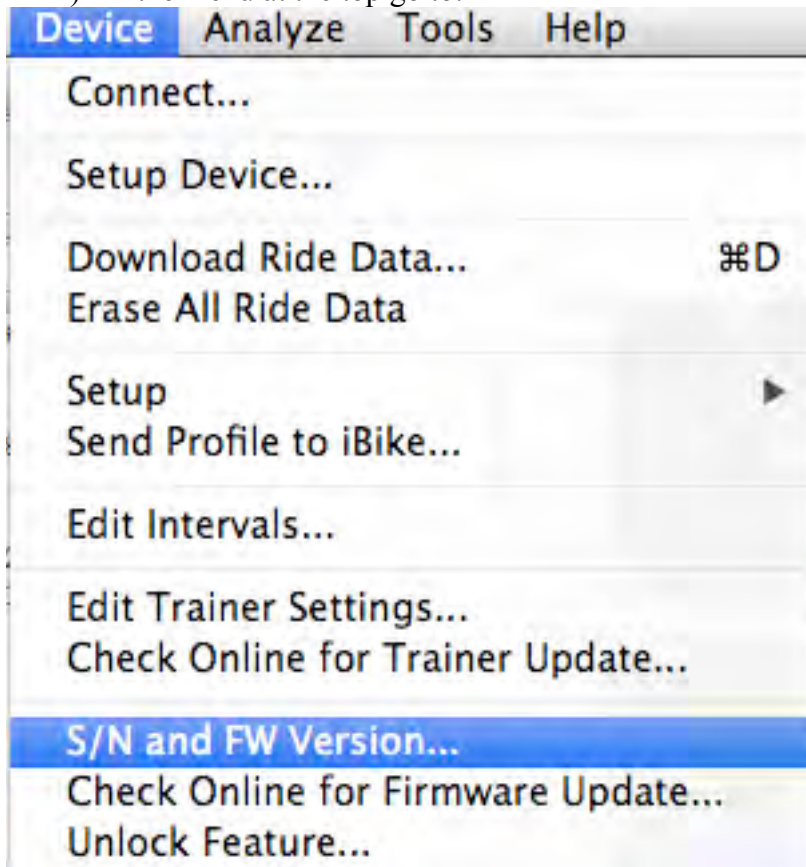 Device Analyze Tools Help
Connect...
Setup Device...
Download Ride Data... ⌘D
Erase All Ride Data
Setup ▶
Send Profile to iBike...
Edit Intervals...
Edit Trainer Settings...
Check Online for Trainer Update...
S/N and FW Version...
Check Online for Firmware Update...
Unlock Feature...